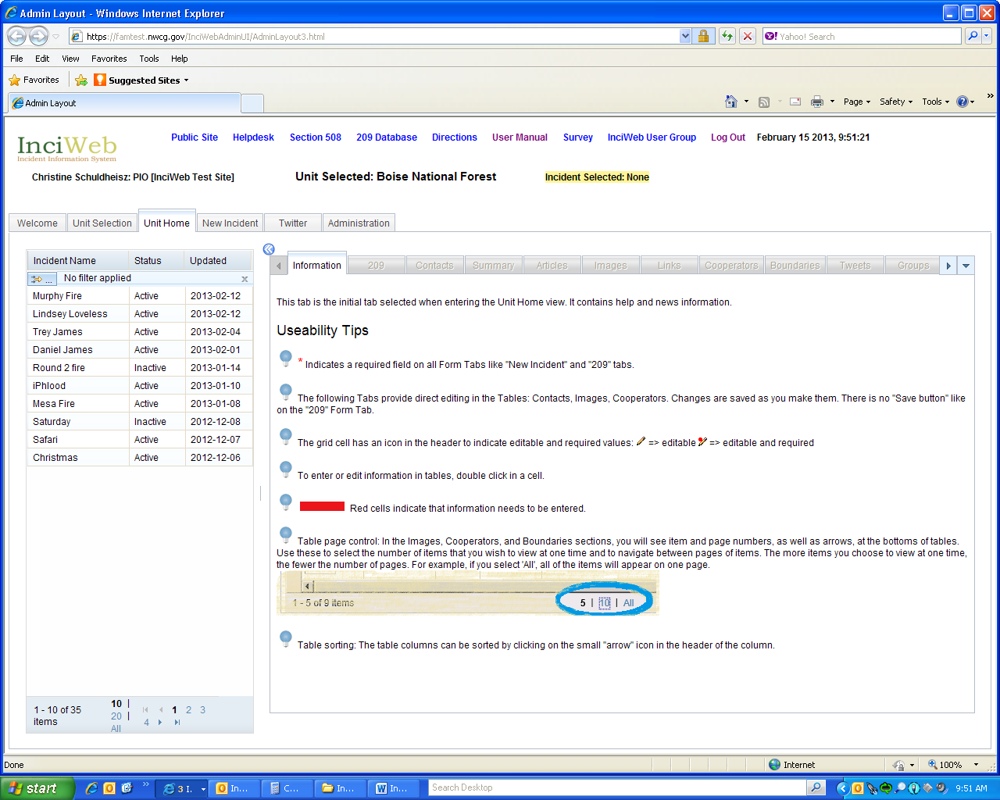 Admin Layout - Windows Internet Explorer
https://famtest.nwcg.gov/InciWebAdminUI/AdminLayout3.html
Yahoo! Search
File Edit View Favorites Tools Help
Favorites Suggested Sites
Admin Layout
Page Safety Tools
InciWeb
Incident Information System
Public Site Helpdesk Section 508 209 Database Directions User Manual Survey InciWeb User Group Log Out February 15 2013, 9:51:21
Christine Schuldheisz: PIO [InciWeb Test Site] Unit Selected: Boise National Forest Incident Selected: None
Welcome Unit Selection Unit Home New Incident Twitter Administration
Incident Name Status Updated
... No filter applied x
Murphy Fire Active 2013-02-12
Lindsey Loveless Active 2013-02-12
Trey James Active 2013-02-04
Daniel James Active 2013-02-01
Round 2 fire Inactive 2013-01-14
iPhlood Active 2013-01-10
Mesa Fire Active 2013-01-08
Saturday Inactive 2012-12-08
Safari Active 2012-12-07
Christmas Active 2012-12-06
1 - 10 of 35 items
10 | 20 | All
1 2 3 4
Information 209 Contacts Summary Articles Images Links Cooperators Boundaries Tweets Groups
This tab is the initial tab selected when entering the Unit Home view. It contains help and news information.
Useability Tips
* Indicates a required field on all Form Tabs like "New Incident" and "209" tabs.
The following Tabs provide direct editing in the Tables: Contacts, Images, Cooperators. Changes are saved as you make them. There is no "Save button" like
on the "209" Form Tab.
The grid cell has an icon in the header to indicate editable and required values: => editable => editable and required
To enter or edit information in tables, double click in a cell.
Red cells indicate that information needs to be entered.
Table page control: In the Images, Cooperators, and Boundaries sections, you will see item and page numbers, as well as arrows, at the bottoms of tables.
Use these to select the number of items that you wish to view at one time and to navigate between pages of items. The more items you choose to view at one time,
the fewer the number of pages. For example, if you select 'All', all of the items will appear on one page.
1 - 5 of 9 items 5 | 10 | All
Table sorting: The table columns can be sorted by clicking on the small "arrow" icon in the header of the column.
Done Internet 100%
start 3 I. In... C... In... In... Search Desktop 9:51 AM